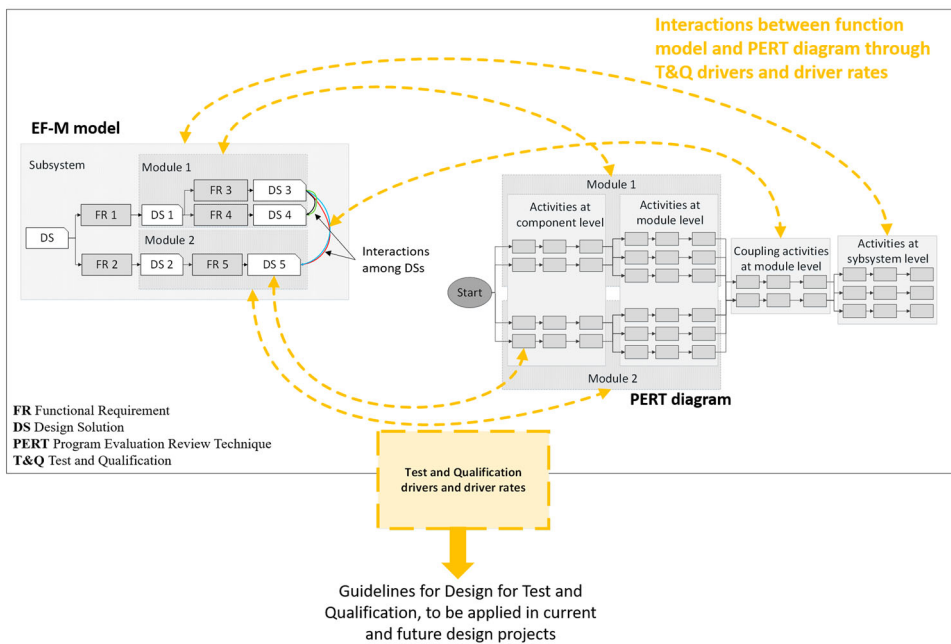 Interactions between function
model and PERT diagram through
T&Q drivers and driver rates
EF-M model
Subsystem
Module 1
FR 3
DS 3
FR 1
DS 1
FR 4
DS 4
DS
Module 2
FR 2
DS 2
FR 5
DS 5
Interactions
among DSs
Module 1
Activities at
component level
Activities at
module level
Coupling activities
at module level
Activities at
subsystem level
Start
Module 2
PERT diagram
FR Functional Requirement
DS Design Solution
PERT Program Evaluation Review Technique
T&Q Test and Qualification
Test and Qualification
drivers and driver rates
Guidelines for Design for Test and
Qualification, to be applied in current
and future design projects